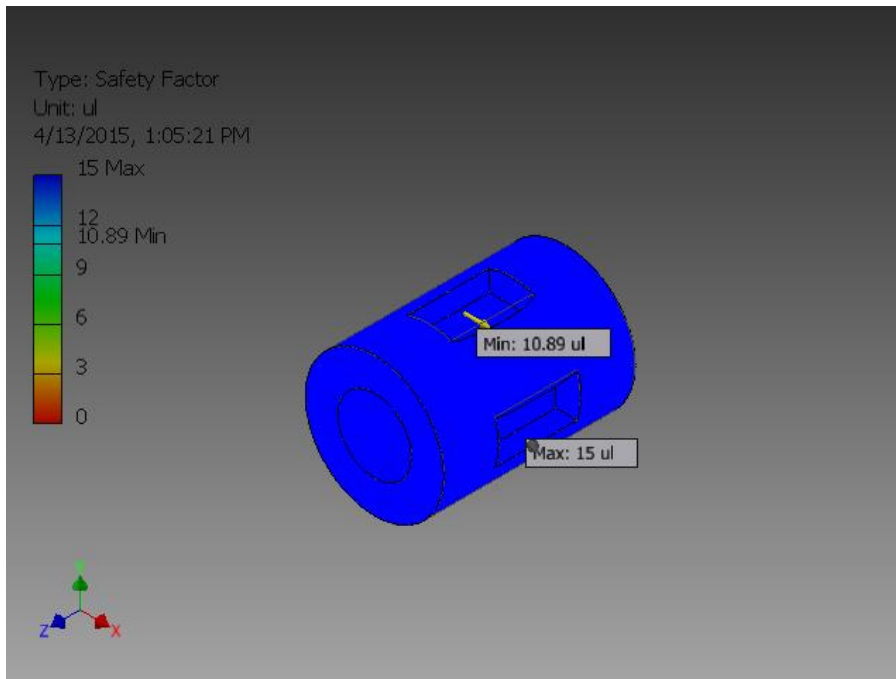 Type: Safety Factor
Unit: ul
4/13/2015, 1:05:21 PM
15 Max
12
10.89 Min
9
6
3
0
Min: 10.89 ul
Max: 15 ul
Y
Z
X